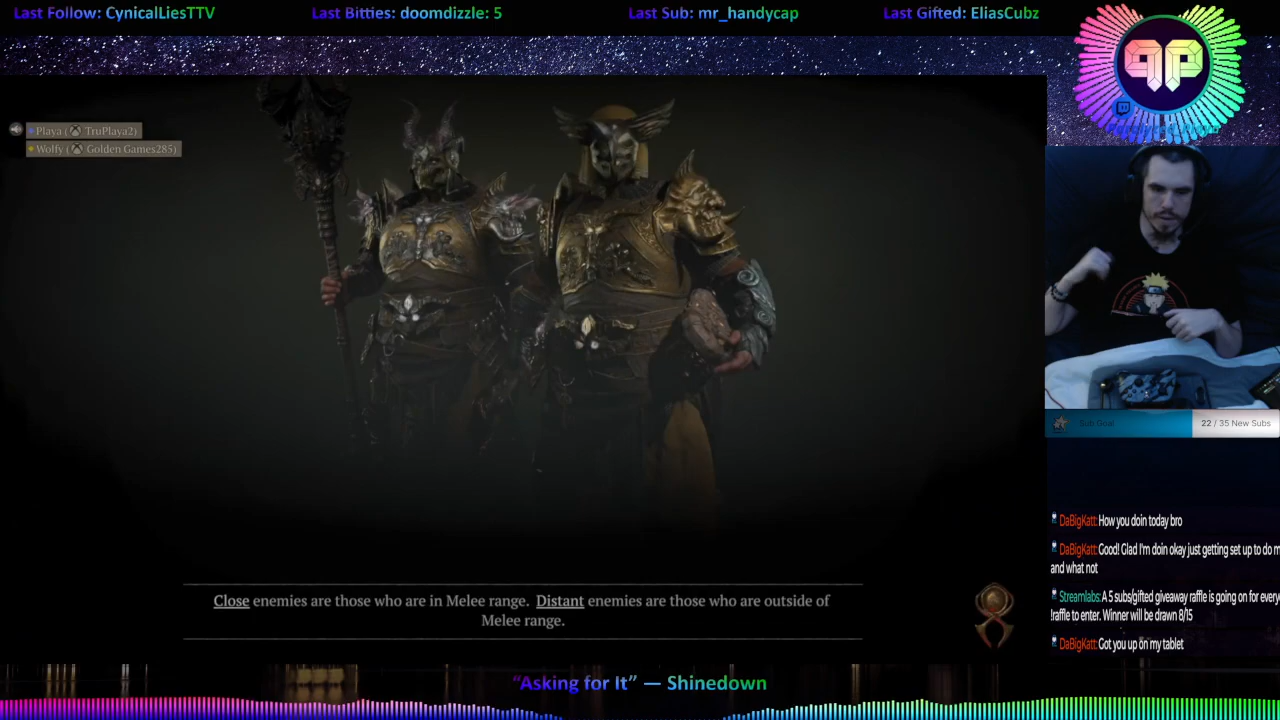 Last Follow: CynicalLiesTTV
Last Bitties: doomdizzle: 5
Last Sub: mr_handycap
Last Gifted: EliasCubz
Playa ( TruPlaya2)
Wolfy ( Golden Games285)
Sub Goal
22 / 35 New Subs
DaBigKatt: How you doin today bro
DaBigKatt: Good! Glad I'm doin okay just getting set up to do m
and what not
Streamlabs: A 5 subs/gifted giveaway raffle is going on for every
!raffle to enter. Winner will be drawn 8/15
DaBigKatt: Got you up on my tablet
Close enemies are those who are in Melee range. Distant enemies are those who are outside of
Melee range.
"Asking for It" — Shinedown